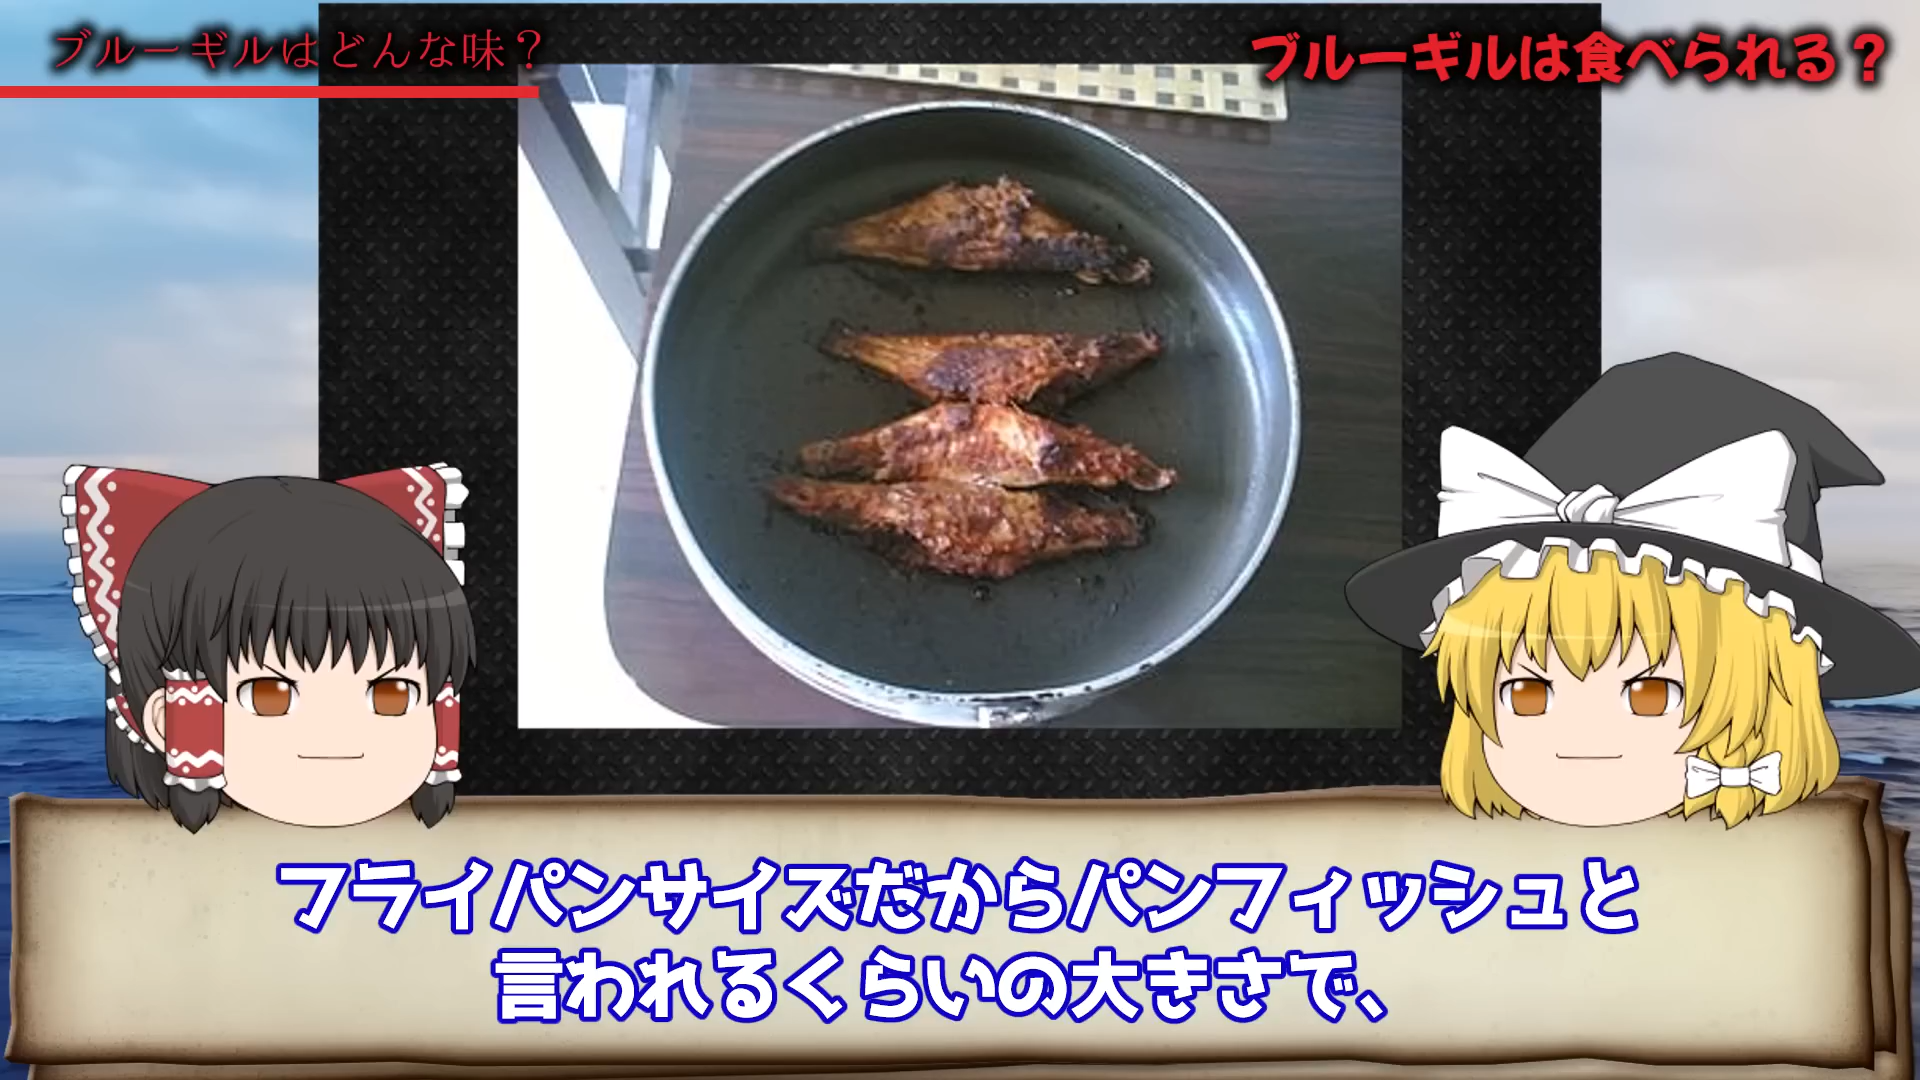 ブルーギルはどんな味？
ブルーギルは食べられる？
フライパンサイズだからパンフィッシュと
言われるくらいの大きさで、